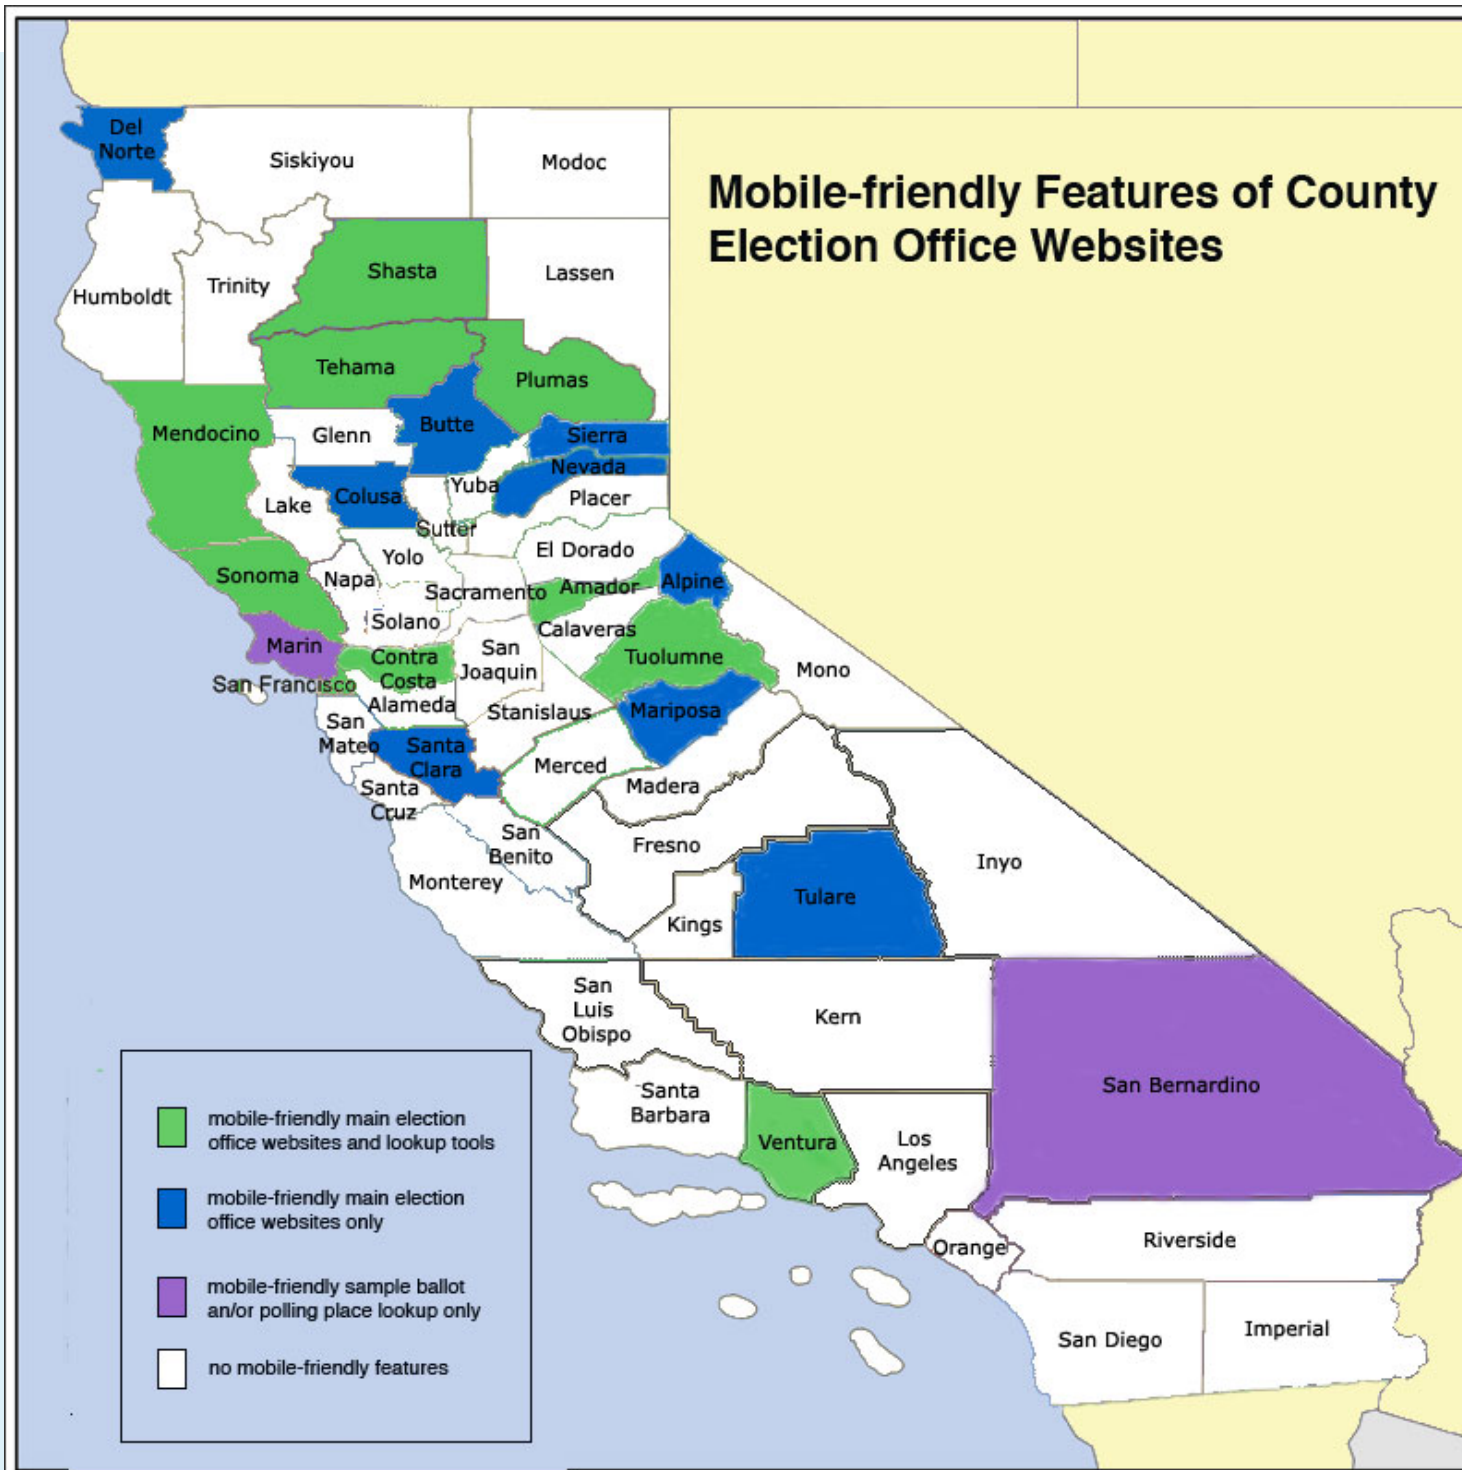 Mobile-friendly Features of County
Election Office Websites
Del
Norte
Siskiyou
Modoc
Humboldt
Trinity
Shasta
Lassen
Tehama
Plumas
Mendocino
Glenn
Butte
Sierra
Nevada
Lake
Colusa
Yuba
Placer
Sutter
El Dorado
Yolo
Sonoma
Napa
Sacramento
Amador
Alpine
Solano
Calaveras
Marin
Contra
Costa
San
Joaquin
Tuolumne
Mono
San Francisco
Alameda
Stanislaus
Mariposa
San
Mateo
Santa
Clara
Merced
Madera
Santa
Cruz
San
Benito
Fresno
Inyo
Monterey
Tulare
Kings
San
Luis
Obispo
Kern
San Bernardino
Santa
Barbara
Ventura
Los
Angeles
Orange
Riverside
San Diego
Imperial
mobile-friendly main election
office websites and lookup tools
mobile-friendly main election
office websites only
mobile-friendly sample ballot
an/or polling place lookup only
no mobile-friendly features